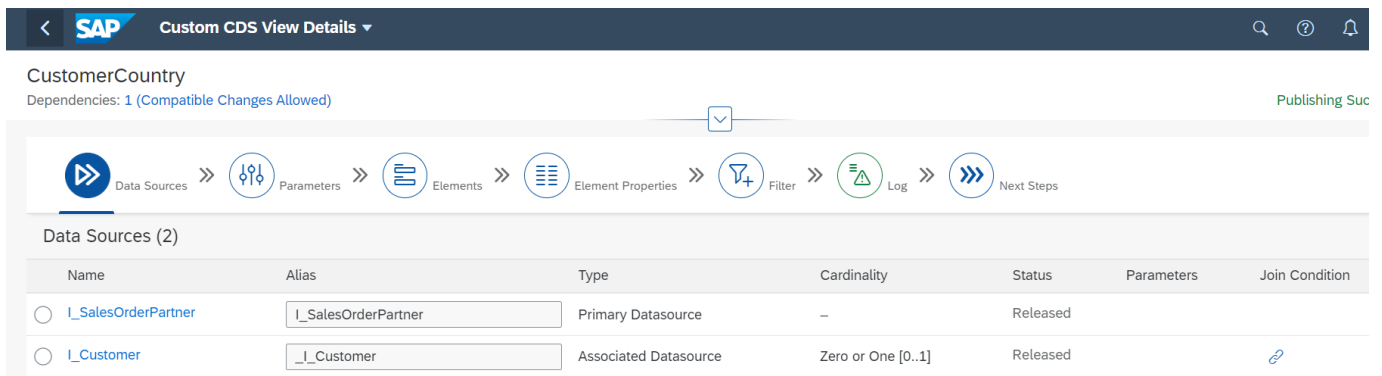 SAP Custom CDS View Details
CustomerCountry
Dependencies: 1 (Compatible Changes Allowed)
Publishing Suc
Data Sources Parameters Elements Element Properties Filter Log Next Steps
Data Sources (2)
Name Alias Type Cardinality Status Parameters Join Condition
I_SalesOrderPartner I_SalesOrderPartner Primary Datasource – Released
I_Customer _I_Customer Associated Datasource Zero or One [0..1] Released